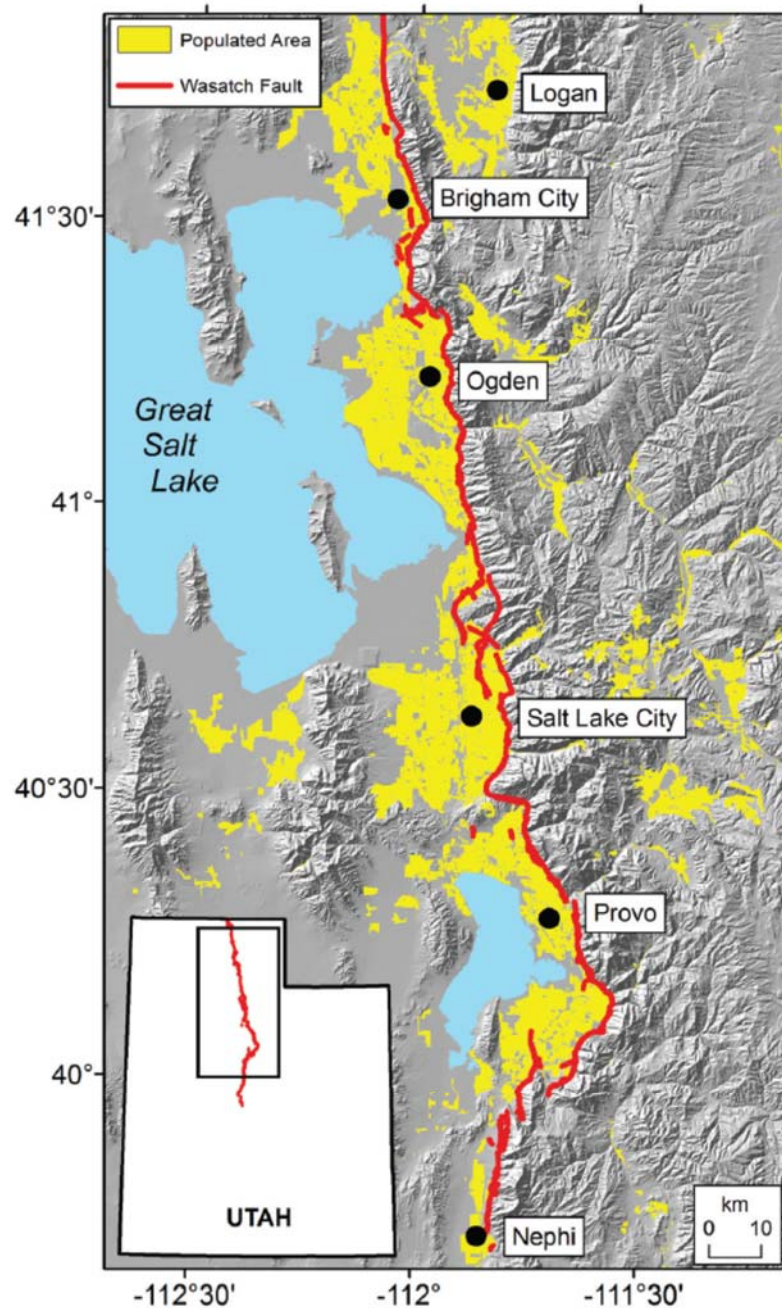 Populated Area
Wasatch Fault
Logan
Brigham City
41°30'
Ogden
Great
Salt
Lake
41°
Salt Lake City
40°30'
Provo
40°
UTAH
km
0 10
Nephi
-112°30' -112° -111°30'